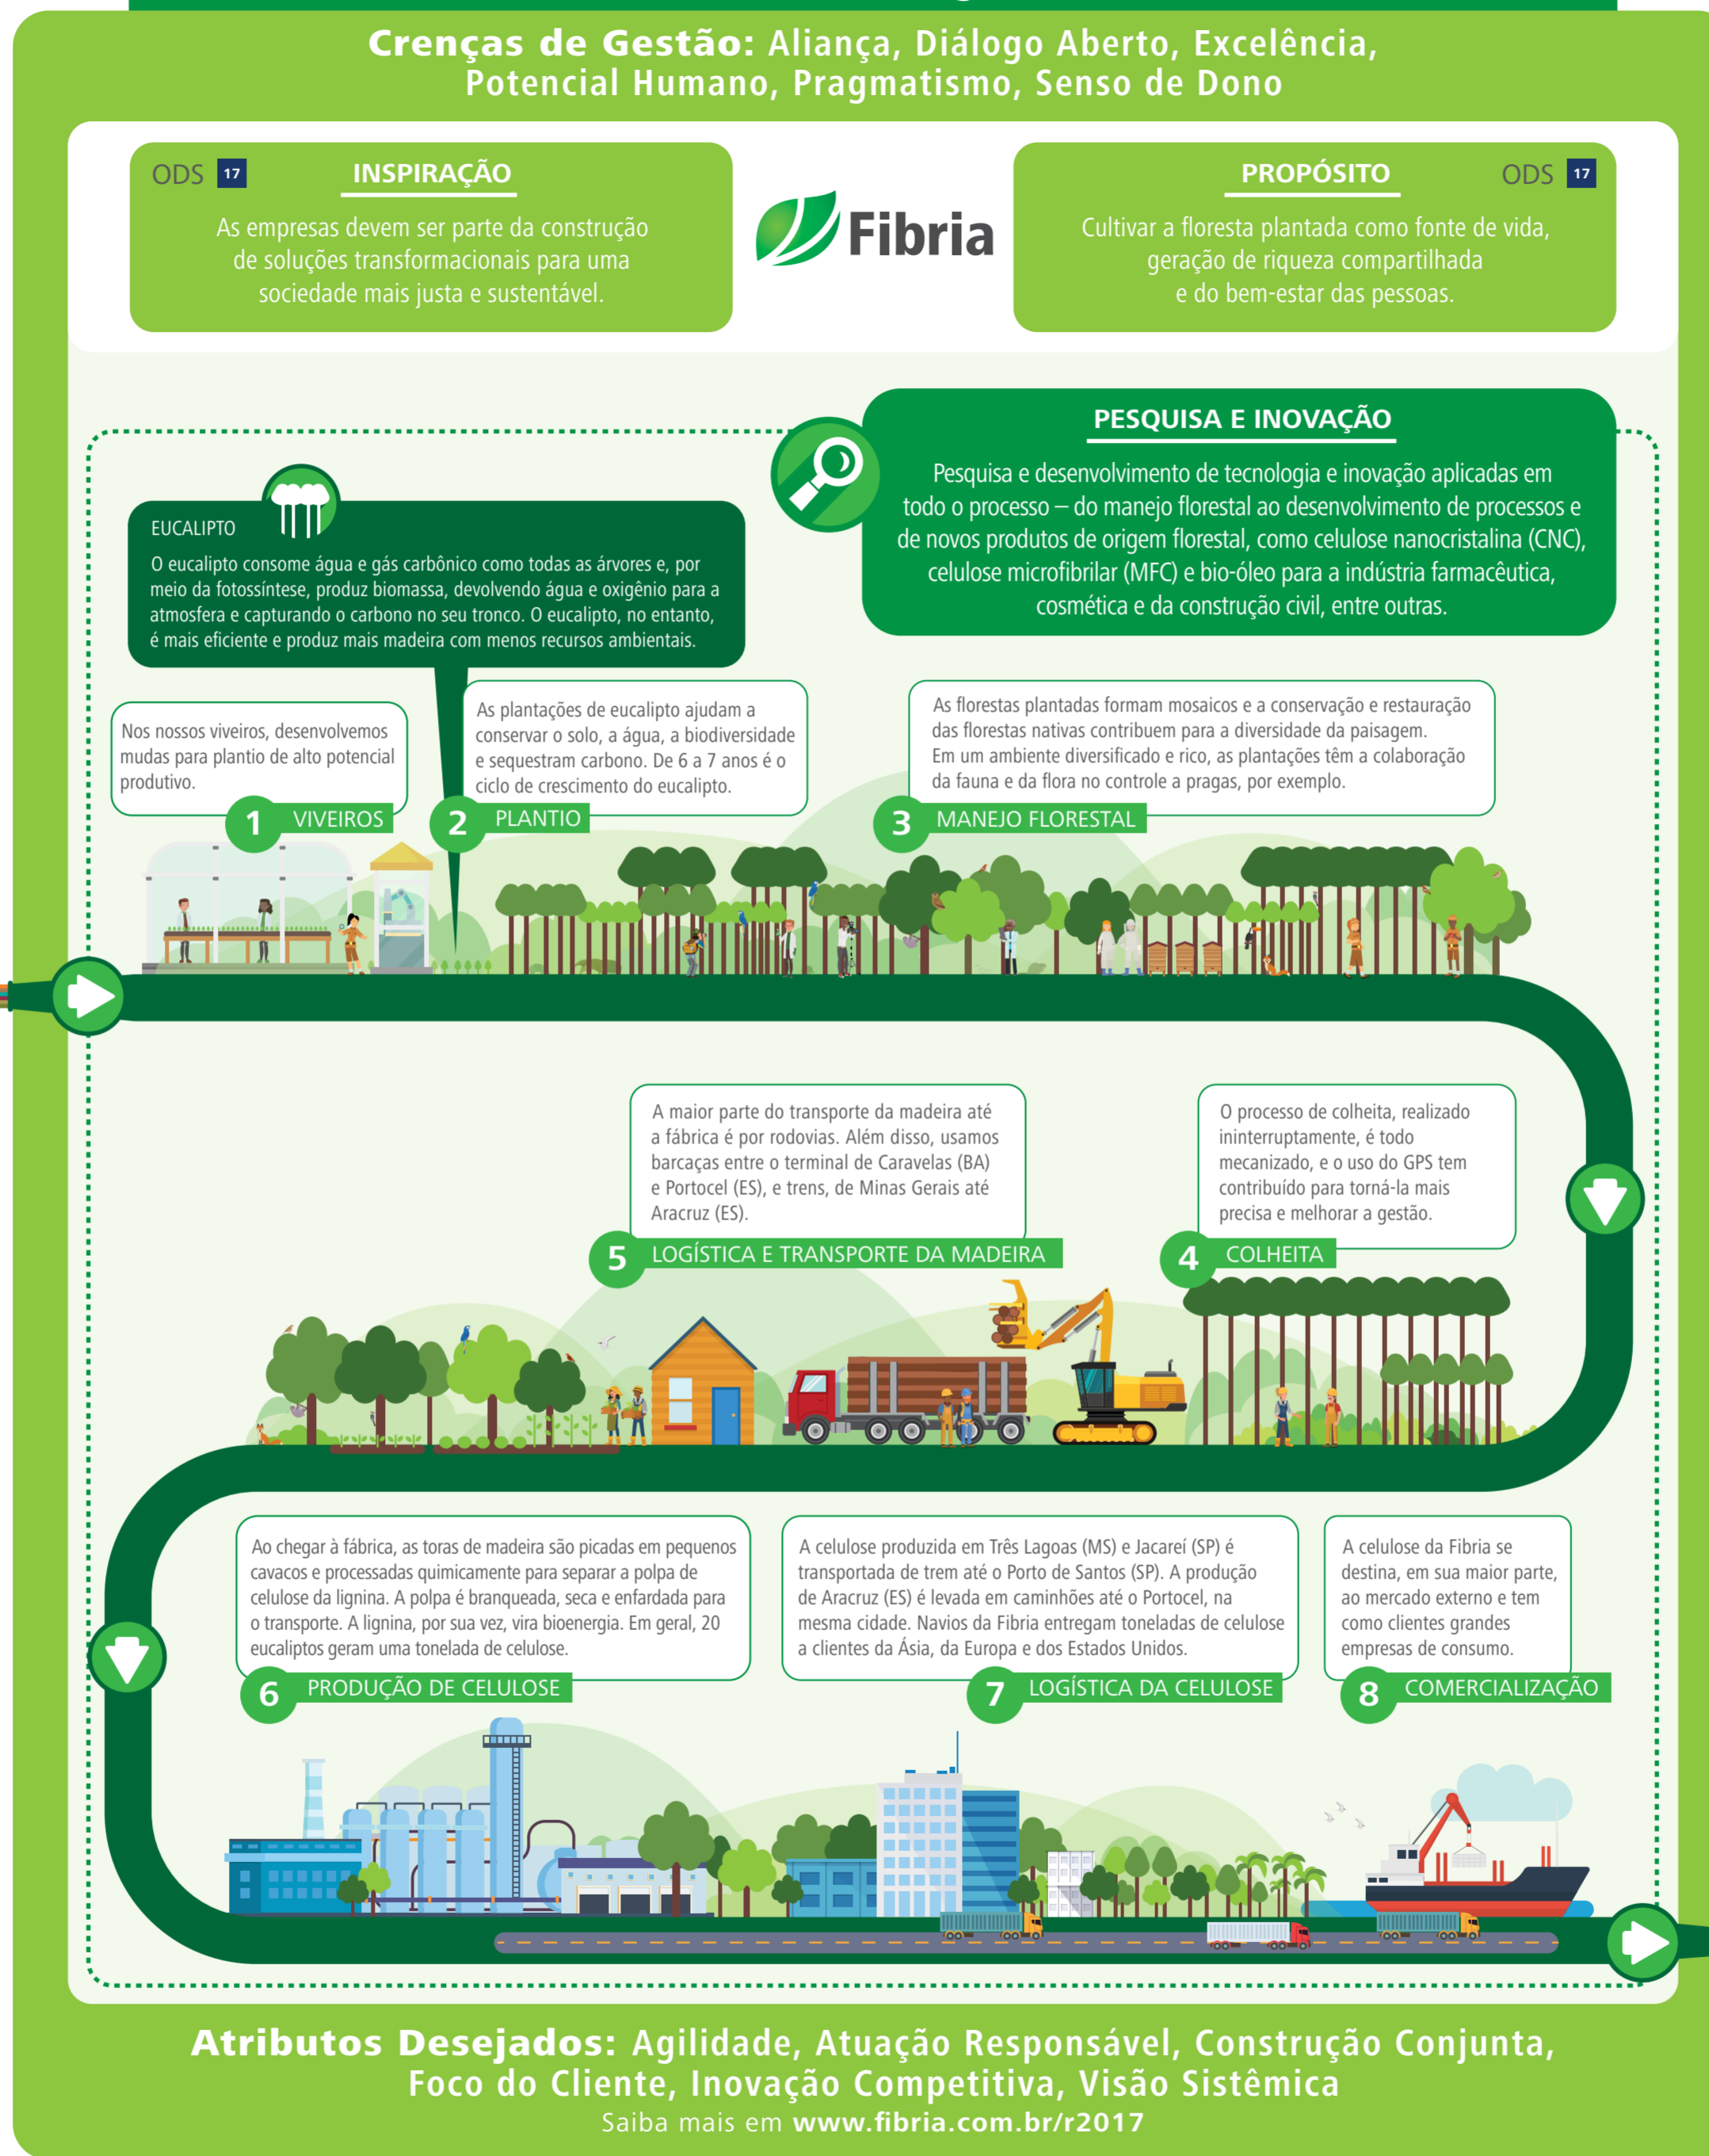 Crenças de Gestão: Aliança, Diálogo Aberto, Excelência,
Potencial Humano, Pragmatismo, Senso de Dono
ODS 17
INSPIRAÇÃO
As empresas devem ser parte da construção
de soluções transformacionais para uma
sociedade mais justa e sustentável.
Fibria
PROPÓSITO
ODS 17
Cultivar a floresta plantada como fonte de vida,
geração de riqueza compartilhada
e do bem-estar das pessoas.
PESQUISA E INOVAÇÃO
Pesquisa e desenvolvimento de tecnologia e inovação aplicadas em
todo o processo – do manejo florestal ao desenvolvimento de processos e
de novos produtos de origem florestal, como celulose nanocristalina (CNC),
celulose microfibrilar (MFC) e bio-óleo para a indústria farmacêutica,
cosmética e da construção civil, entre outras.
EUCALIPTO
O eucalipto consome água e gás carbônico como todas as árvores e, por
meio da fotossíntese, produz biomassa, devolvendo água e oxigênio para a
atmosfera e capturando o carbono no seu tronco. O eucalipto, no entanto,
é mais eficiente e produz mais madeira com menos recursos ambientais.
Nos nossos viveiros, desenvolvemos
mudas para plantio de alto potencial
produtivo.
1 VIVEIROS
As plantações de eucalipto ajudam a
conservar o solo, a água, a biodiversidade
e sequestram carbono. De 6 a 7 anos é o
ciclo de crescimento do eucalipto.
2 PLANTIO
As florestas plantadas formam mosaicos e a conservação e restauração
das florestas nativas contribuem para a diversidade da paisagem.
Em um ambiente diversificado e rico, as plantações têm a colaboração
da fauna e da flora no controle a pragas, por exemplo.
3 MANEJO FLORESTAL
O processo de colheita, realizado
ininterruptamente, é todo
mecanizado, e o uso do GPS tem
contribuído para torná-la mais
precisa e melhorar a gestão.
4 COLHEITA
A maior parte do transporte da madeira até
a fábrica é por rodovias. Além disso, usamos
barcaças entre o terminal de Caravelas (BA)
e Portocel (ES), e trens, de Minas Gerais até
Aracruz (ES).
5 LOGÍSTICA E TRANSPORTE DA MADEIRA
Ao chegar à fábrica, as toras de madeira são picadas em pequenos
cavacos e processadas quimicamente para separar a polpa de
celulose da lignina. A polpa é branqueada, seca e enfardada para
o transporte. A lignina, por sua vez, vira bioenergia. Em geral, 20
eucaliptos geram uma tonelada de celulose.
6 PRODUÇÃO DE CELULOSE
A celulose produzida em Três Lagoas (MS) e Jacareí (SP) é
transportada de trem até o Porto de Santos (SP). A produção
de Aracruz (ES) é levada em caminhões até o Portocel, na
mesma cidade. Navios da Fibria entregam toneladas de celulose
a clientes da Ásia, da Europa e dos Estados Unidos.
7 LOGÍSTICA DA CELULOSE
A celulose da Fibria se
destina, em sua maior parte,
ao mercado externo e tem
como clientes grandes
empresas de consumo.
8 COMERCIALIZAÇÃO
Atributos Desejados: Agilidade, Atuação Responsável, Construção Conjunta,
Foco do Cliente, Inovação Competitiva, Visão Sistêmica
Saiba mais em www.fibria.com.br/r2017